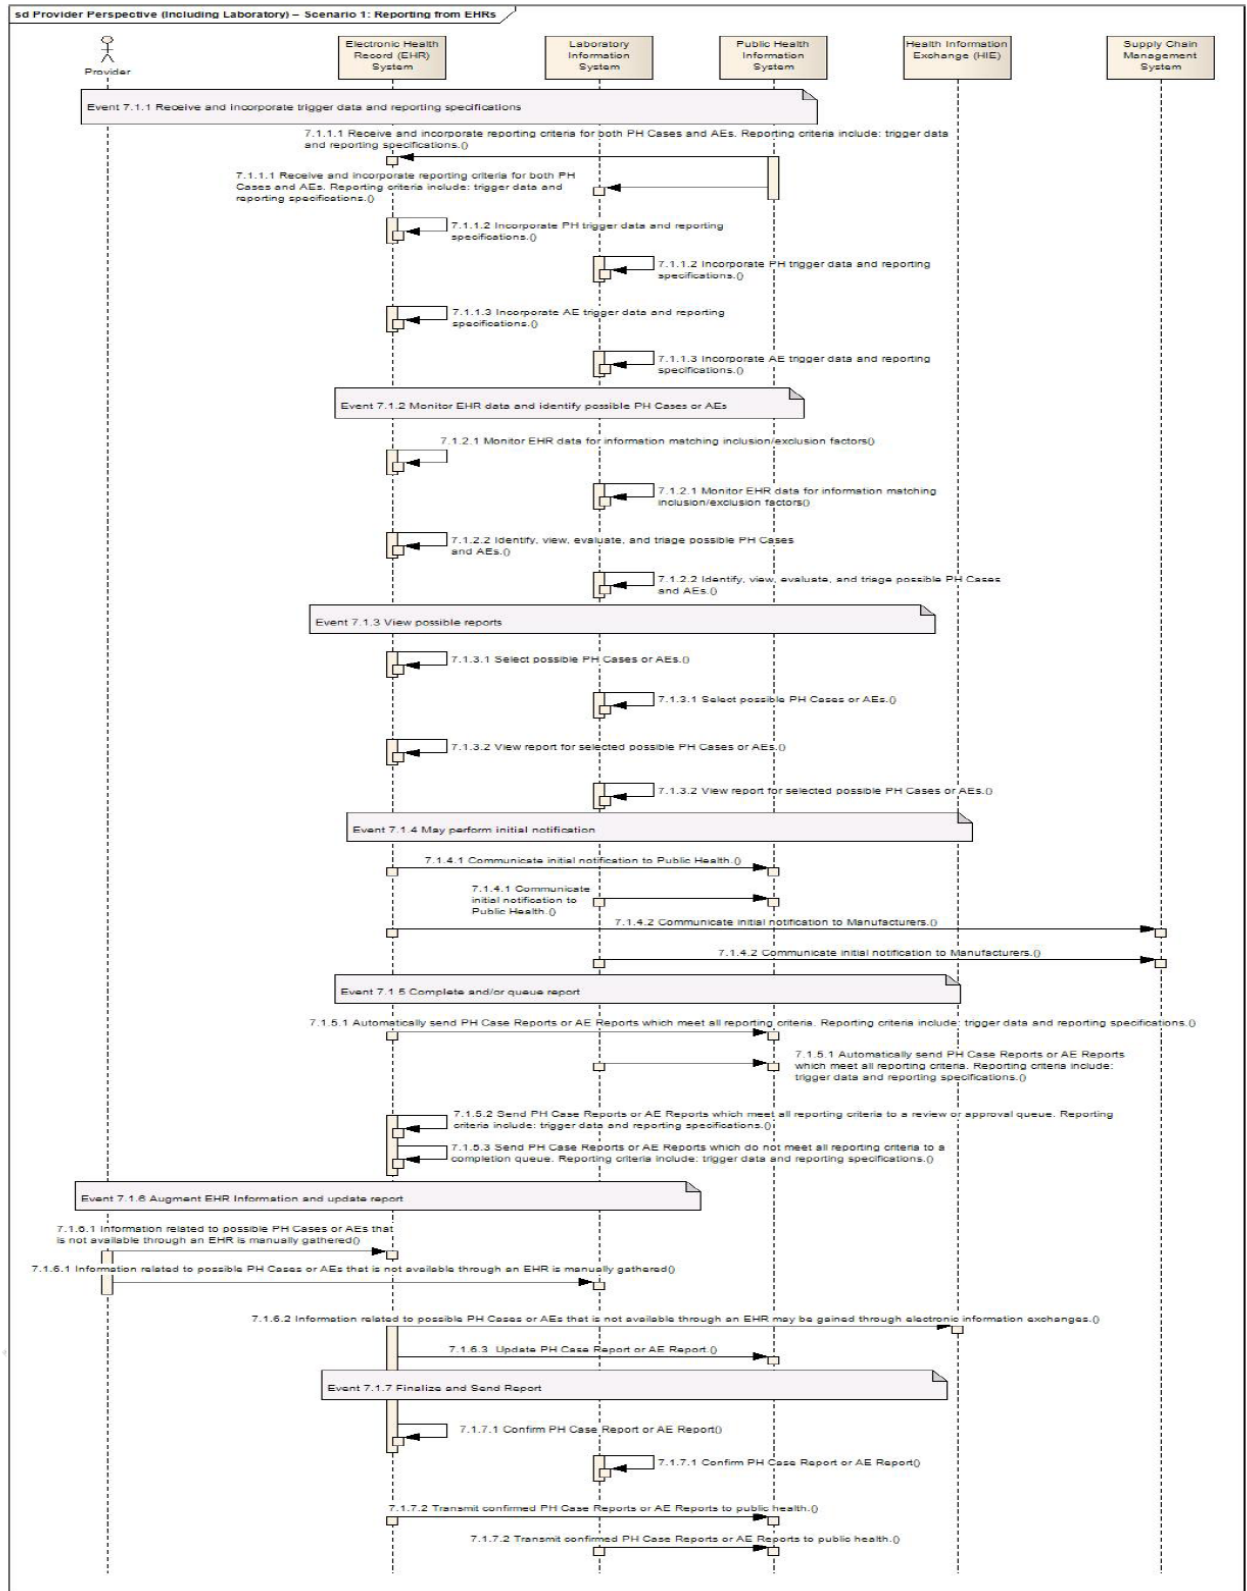 sd Provider Perspective (Including Laboratory) – Scenario 1: Reporting from EHRs
Provider
Electronic Health
Record (EHR)
System
Laboratory
Information
System
Public Health
Information
System
Health Information
Exchange (HIE)
Supply Chain
Management
System
Event 7.1.1 Receive and incorporate trigger data and reporting specifications
7.1.1.1 Receive and incorporate reporting criteria for both PH Cases and AEs. Reporting criteria include: trigger data
and reporting specifications.()
7.1.1.1 Receive and incorporate reporting criteria for both PH
Cases and AEs. Reporting criteria include: trigger data and
reporting specifications.()
7.1.1.2 Incorporate PH trigger data and reporting
specifications.()
7.1.1.2 Incorporate PH trigger data and reporting
specifications.()
7.1.1.3 Incorporate AE trigger data and reporting
specifications.()
7.1.1.3 Incorporate AE trigger data and reporting
specifications.()
Event 7.1.2 Monitor EHR data and identify possible PH Cases or AEs
7.1.2.1 Monitor EHR data for information matching inclusion/exclusion factors()
7.1.2.1 Monitor EHR data for information matching
inclusion/exclusion factors()
7.1.2.2 Identify, view, evaluate, and triage possible PH Cases
and AEs.()
7.1.2.2 Identify, view, evaluate, and triage possible PH Cases
and AEs.()
Event 7.1.3 View possible reports
7.1.3.1 Select possible PH Cases or AEs.()
7.1.3.1 Select possible PH Cases or AEs.()
7.1.3.2 View report for selected possible PH Cases or AEs.()
7.1.3.2 View report for selected possible PH Cases or AEs.()
Event 7.1.4 May perform initial notification
7.1.4.1 Communicate initial notification to Public Health.()
7.1.4.1 Communicate
initial notification to
Public Health.()
7.1.4.2 Communicate initial notification to Manufacturers.()
7.1.4.2 Communicate initial notification to Manufacturers.()
Event 7.1.5 Complete and/or queue report
7.1.5.1 Automatically send PH Case Reports or AE Reports which meet all reporting criteria. Reporting criteria include: trigger data and reporting specifications.()
7.1.5.1 Automatically send PH Case Reports or AE Reports
which meet all reporting criteria. Reporting criteria include:
trigger data and reporting specifications.()
7.1.5.2 Send PH Case Reports or AE Reports which meet all reporting criteria to a review or approval queue. Reporting
criteria include: trigger data and reporting specifications.()
7.1.5.3 Send PH Case Reports or AE Reports which do not meet all reporting criteria to a
completion queue. Reporting criteria include: trigger data and reporting specifications.()
Event 7.1.6 Augment EHR Information and update report
7.1.6.1 Information related to possible PH Cases or AEs that
is not available through an EHR is manually gathered()
7.1.6.1 Information related to possible PH Cases or AEs that is not available through an EHR is manually gathered()
7.1.6.2 Information related to possible PH Cases or AEs that is not available through an EHR may be gained through electronic information exchanges.()
7.1.6.3 Update PH Case Report or AE Report.()
Event 7.1.7 Finalize and Send Report
7.1.7.1 Confirm PH Case Report or AE Report()
7.1.7.1 Confirm PH Case Report or AE Report()
7.1.7.2 Transmit confirmed PH Case Reports or AE Reports to public health.()
7.1.7.2 Transmit confirmed PH Case Reports or AE Reports to public health.()